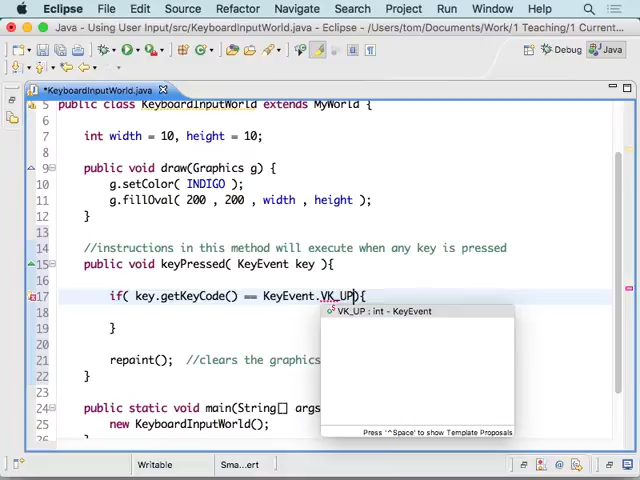 Eclipse File Edit Source Refactor Navigate Search Project Run Window Help
Java - Using User Input/src/KeyboardInputWorld.java - Eclipse - /Users/tom/Documents/Work/1 Teaching/1 Current...
Debug Java
*KeyboardInputWorld.java
5 public class KeyboardInputWorld extends MyWorld {
6
7 int width = 10, height = 10;
8
9 public void draw(Graphics g) {
10 g.setColor( INDIGO );
11 g.fillOval( 200 , 200 , width , height );
12 }
13
14 //instructions in this method will execute when any key is pressed
15 public void keyPressed( KeyEvent key ){
16
17 if( key.getKeyCode() == KeyEvent.VK_UP){
VK_UP : int - KeyEvent
18
19 }
20
21 repaint(); //clears the graphics
22 }
23
24 public static void main(String[] args
25 new KeyboardInputWorld();
26 }
Press '^Space' to show Template Proposals
Writable Sma...ert